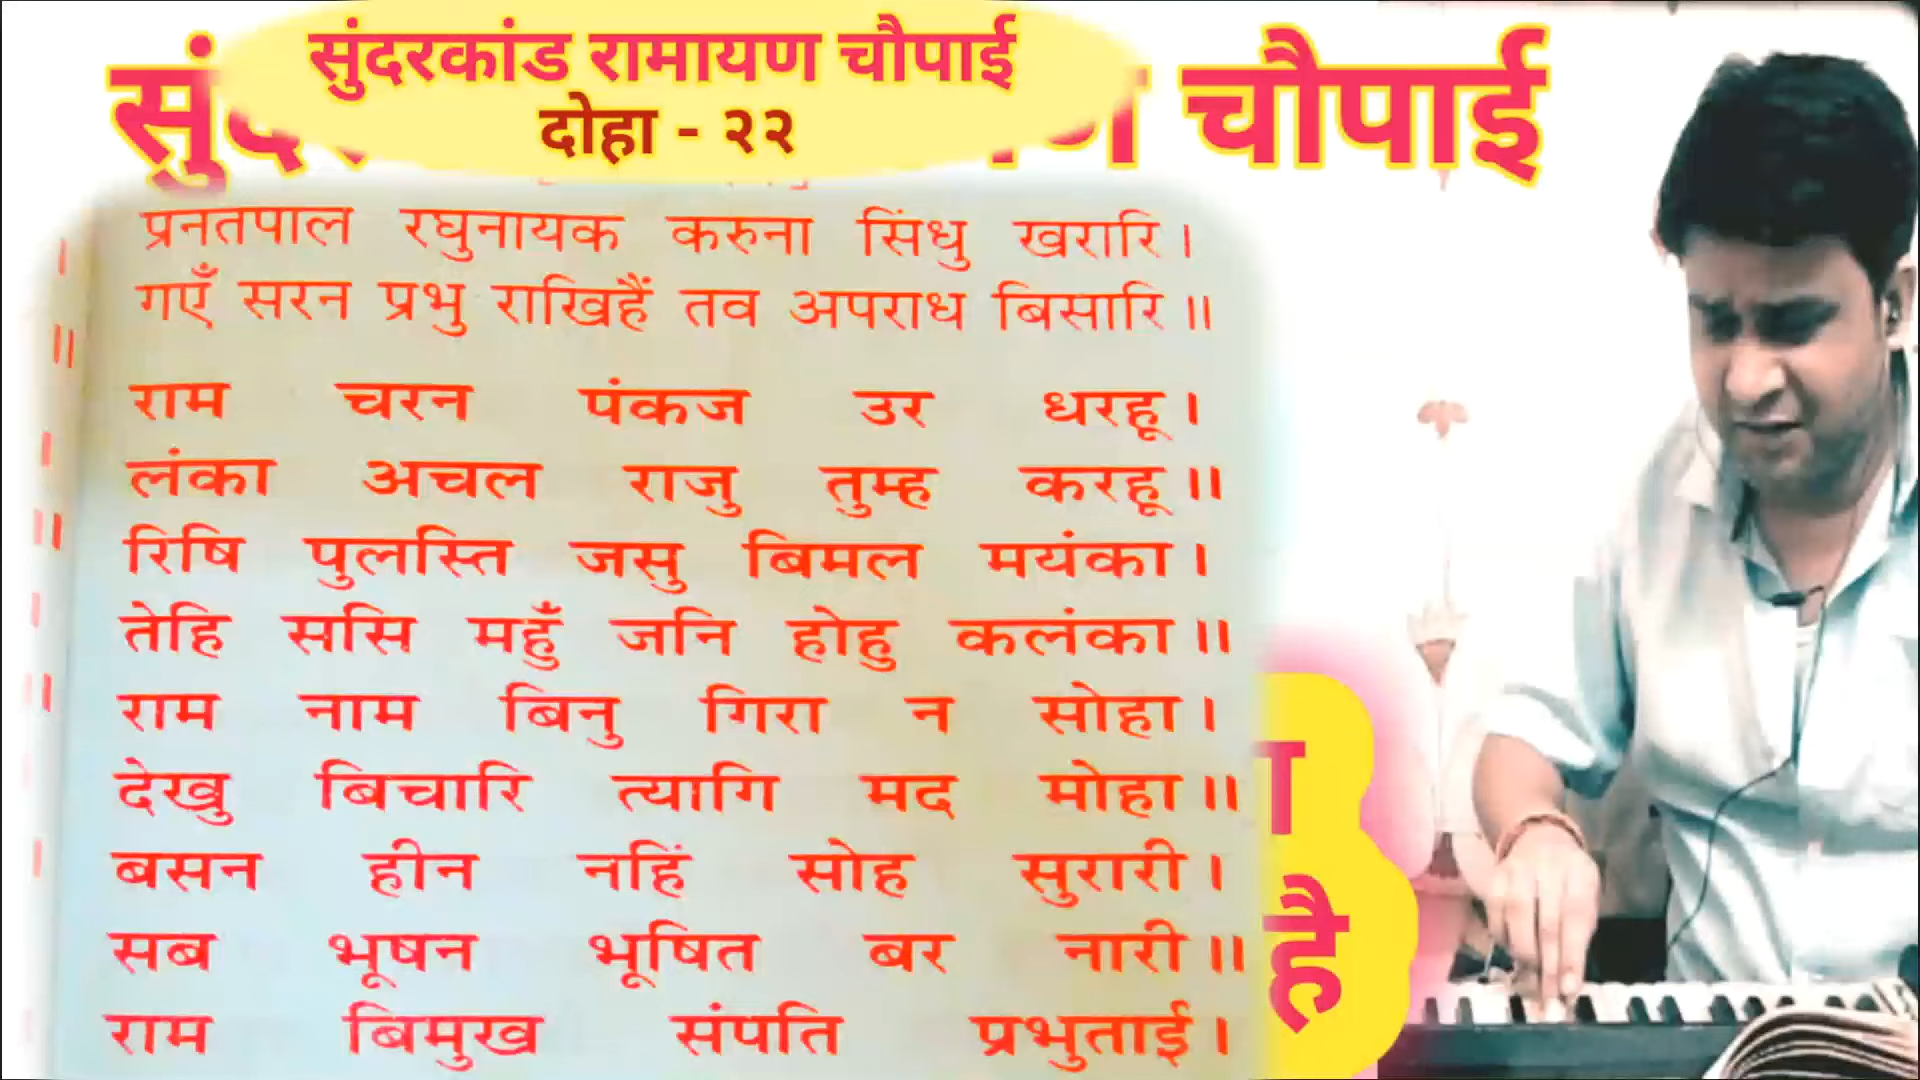 सुंदरकांड रामायण चौपाई
दोहा - २२
चौपाई
प्रनतपाल रघुनायक करुना सिंधु खरारि।
गएँ सरन प्रभु राखिहैं तव अपराध बिसारि॥
राम चरन पंकज उर धरहू।
लंका अचल राजु तुम्ह करहू॥
रिषि पुलस्ति जसु बिमल मयंका।
तेहि ससि महुँ जनि होहु कलंका॥
राम नाम बिनु गिरा न सोहा।
देखु बिचारि त्यागि मद मोहा॥
बसन हीन नहिं सोह सुरारी।
सब भूषन भूषित बर नारी॥
राम बिमुख संपति प्रभुताई।
है